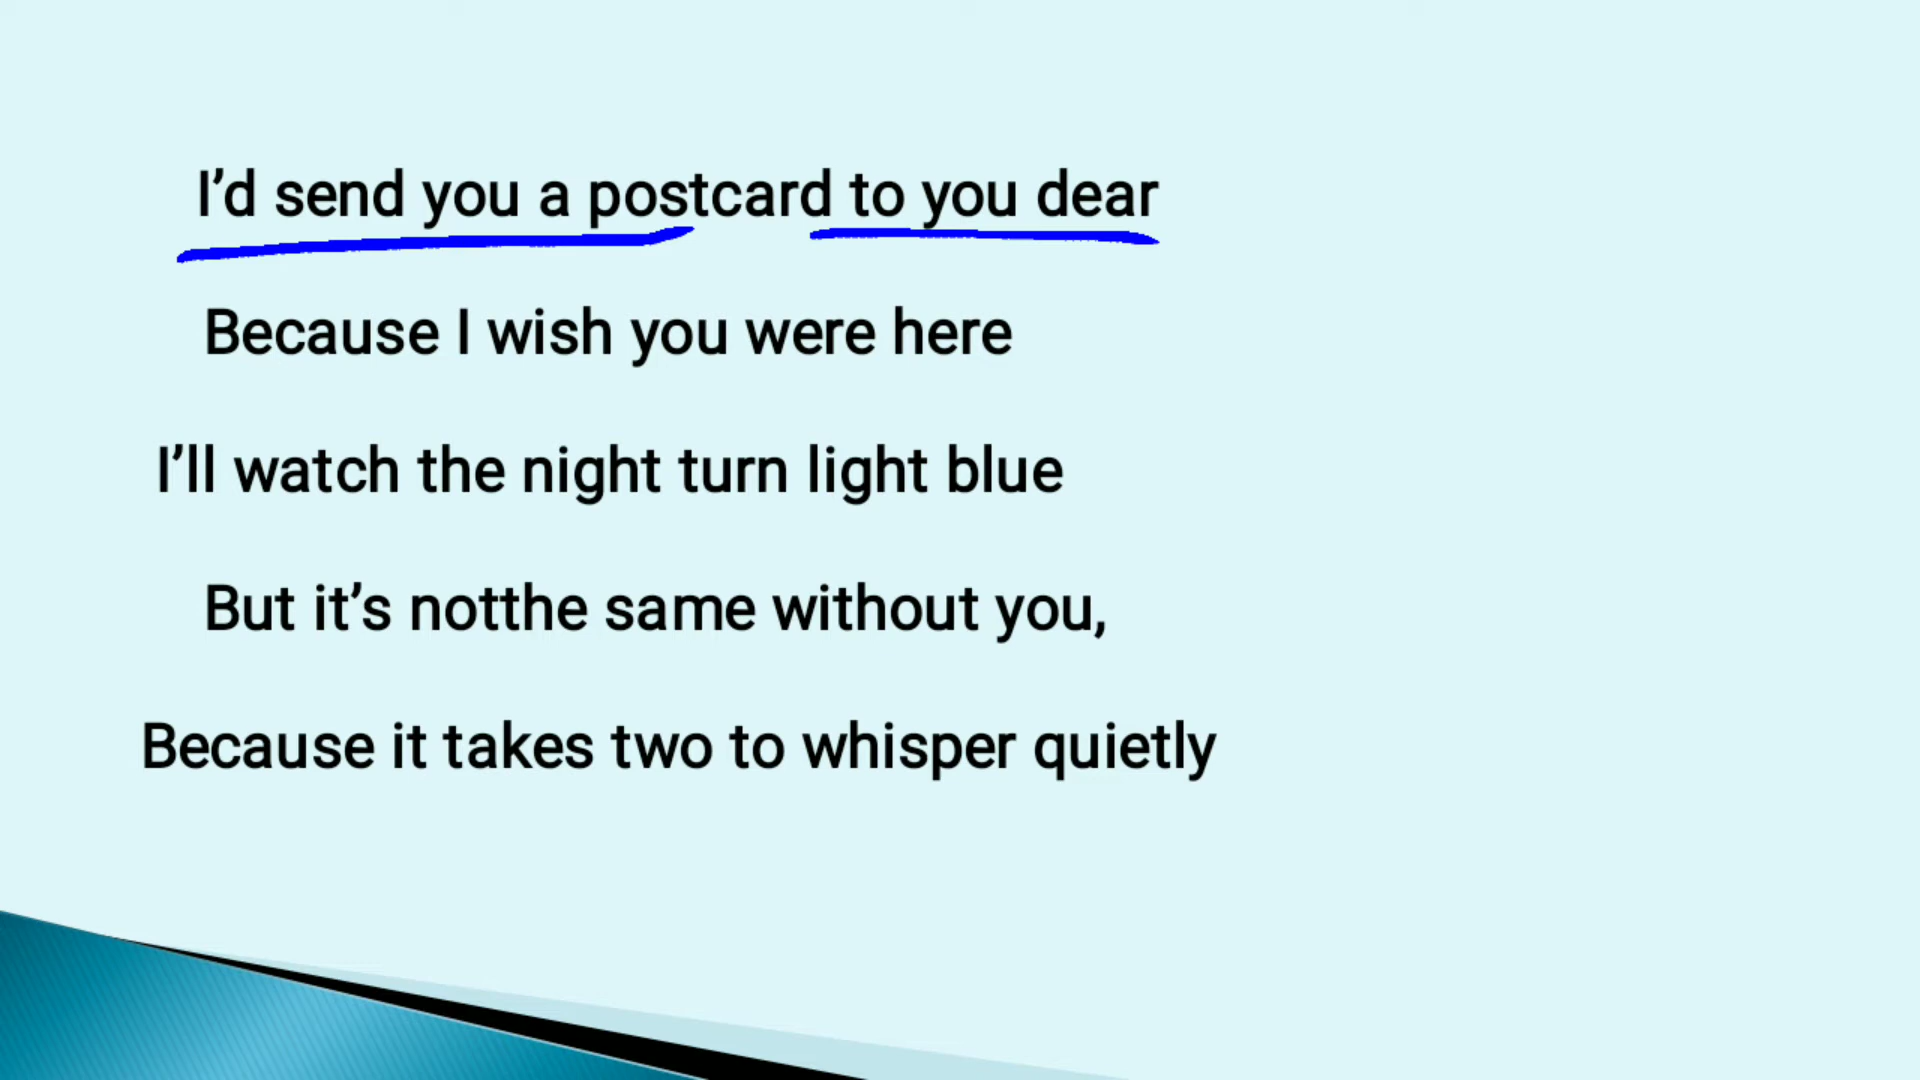 I’d send you a postcard to you dear
Because I wish you were here
I’ll watch the night turn light blue
But it’s notthe same without you,
Because it takes two to whisper quietly